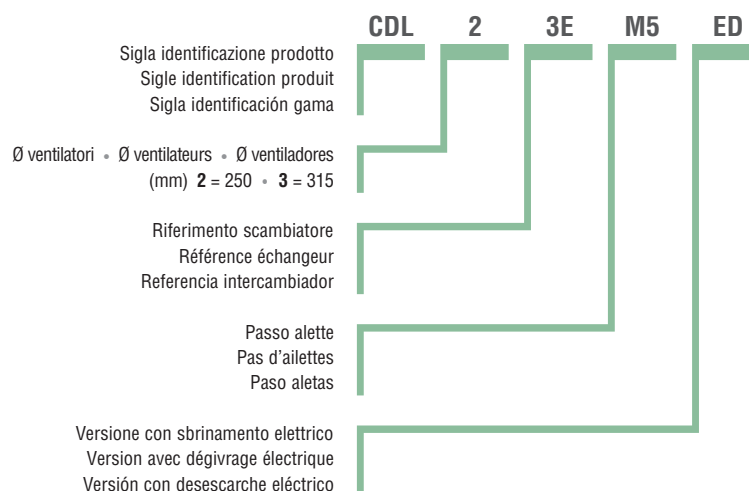 CDL 2 3E M5 ED
Sigla identificazione prodotto
Sigle identification produit
Sigla identificación gama
Ø ventilatori • Ø ventilateurs • Ø ventiladores
(mm) 2 = 250 • 3 = 315
Riferimento scambiatore
Référence échangeur
Referencia intercambiador
Passo alette
Pas d’ailettes
Paso aletas
Versione con sbrinamento elettrico
Version avec dégivrage électrique
Versión con desescarche eléctrico